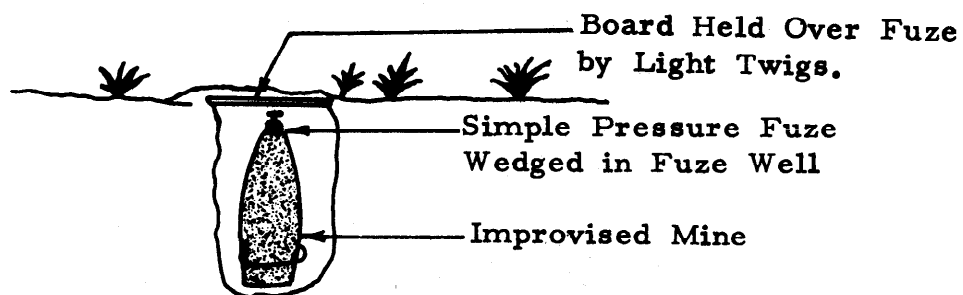 Board Held Over Fuze
by Light Twigs.
Simple Pressure Fuze
Wedged in Fuze Well
Improvised Mine